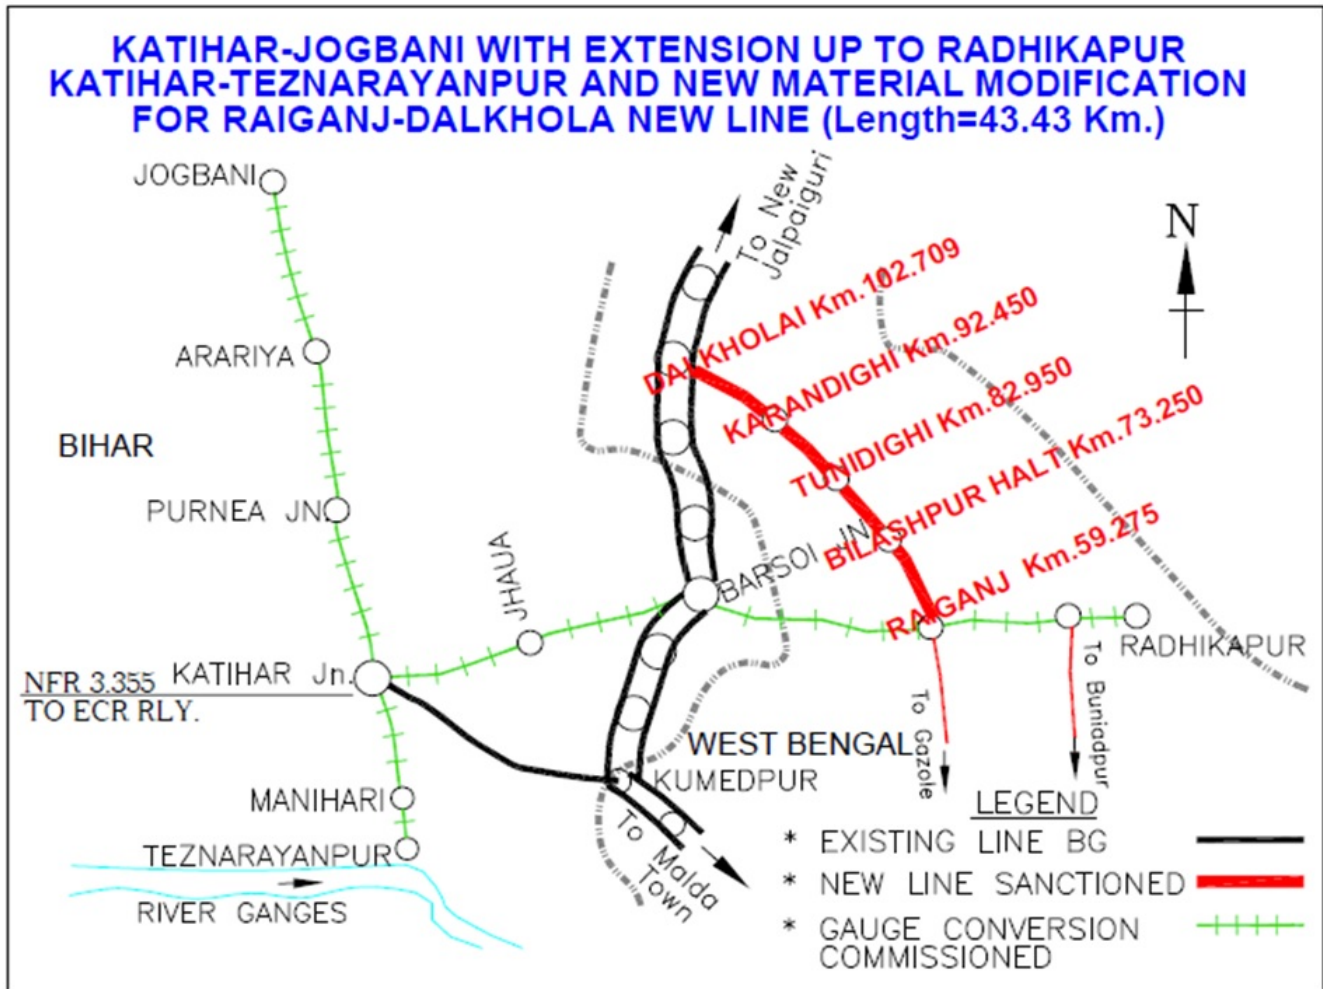 KATIHAR-JOGBANI WITH EXTENSION UP TO RADHIKAPUR
KATIHAR-TEZNARAYANPUR AND NEW MATERIAL MODIFICATION
FOR RAIGANJ-DALKHOLA NEW LINE (Length=43.43 Km.)
JOGBANI
To New
Jalpaiguri
N
DALKHOLAI Km.102.709
ARARIYA
KARANDIGHI Km.92.450
BIHAR
TUNIDIGHI Km.82.950
PURNEA JN.
BILASHPUR HALT Km.73.250
JHAUA
BARSOI JN
RAIGANJ Km.59.275
RADHIKAPUR
KATIHAR Jn.
NFR 3.355
TO ECR RLY.
To Gazole
To Buniadpur
WEST BENGAL
KUMEDPUR
MANIHARI
To Malda
Town
TEZNARAYANPUR
RIVER GANGES
LEGEND
* EXISTING LINE BG
* NEW LINE SANCTIONED
* GAUGE CONVERSION
COMMISSIONED